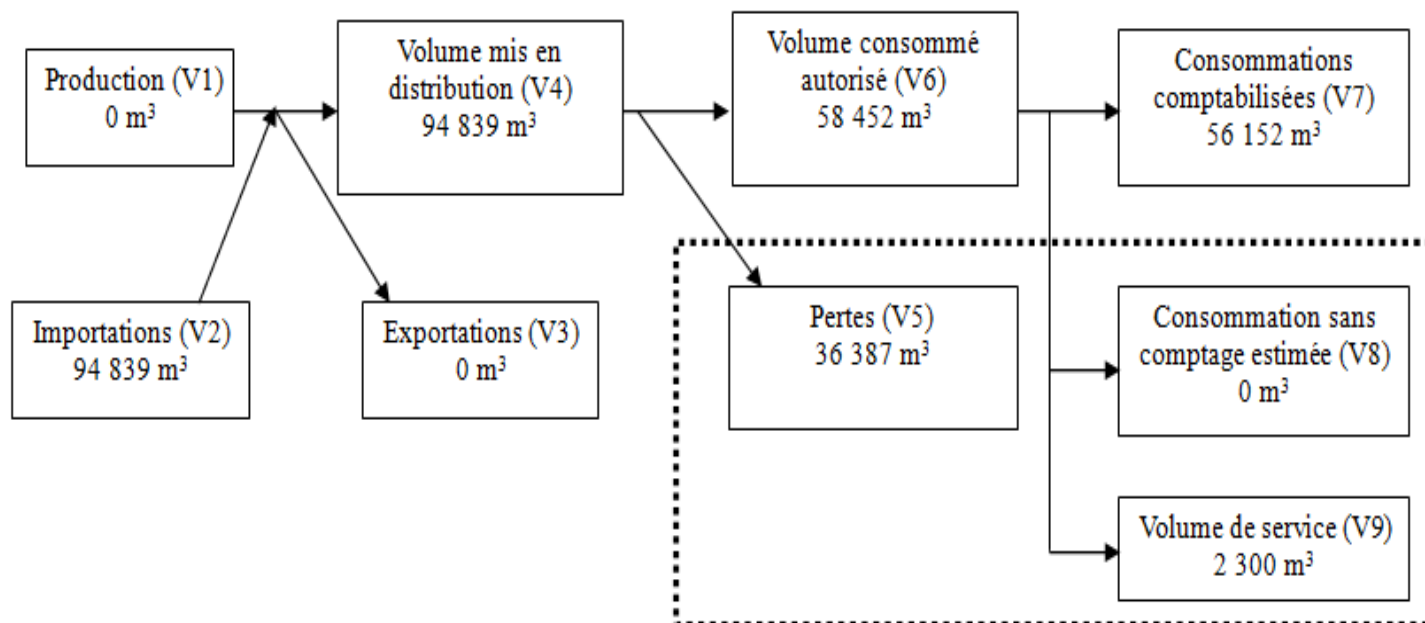 Production (V1)
0 m³
Volume mis en
distribution (V4)
94 839 m³
Volume consommé
autorisé (V6)
58 452 m³
Consommations
comptabilisées (V7)
56 152 m³
Importations (V2)
94 839 m³
Exportations (V3)
0 m³
Pertes (V5)
36 387 m³
Consommation sans
comptage estimée (V8)
0 m³
Volume de service (V9)
2 300 m³